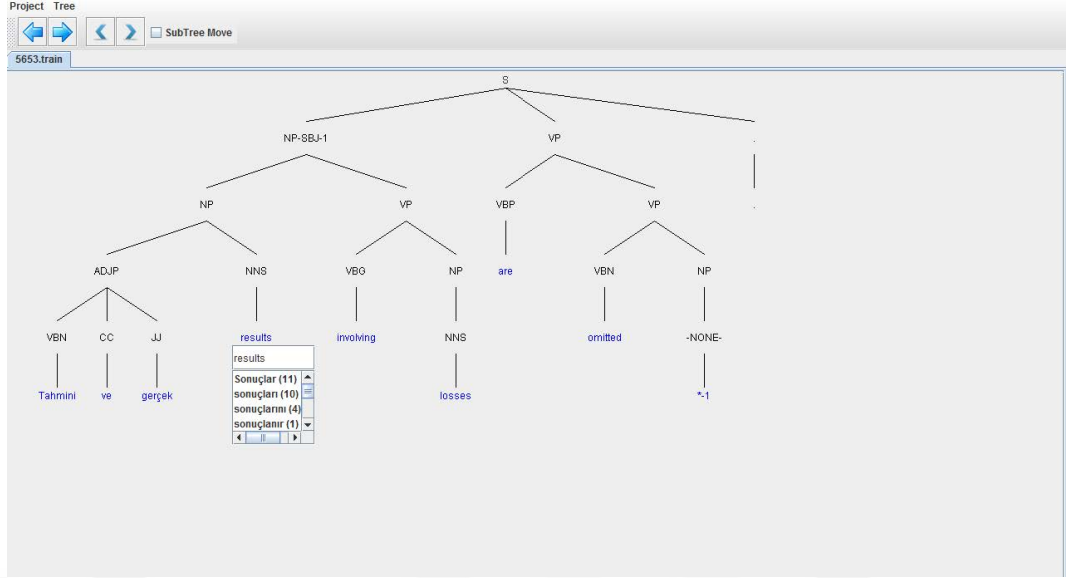 Project Tree
SubTree Move
5653.train
S
NP-SBJ-1 VP .
NP VP VBP VP .
ADJP NNS VBG NP are VBN NP
VBN CC JJ results involving NNS omitted -NONE-
results
Tahmini ve gerçek losses *-1
Sonuçlar (11)
sonuçları (10)
sonuçlarını (4)
sonuçlanır (1)